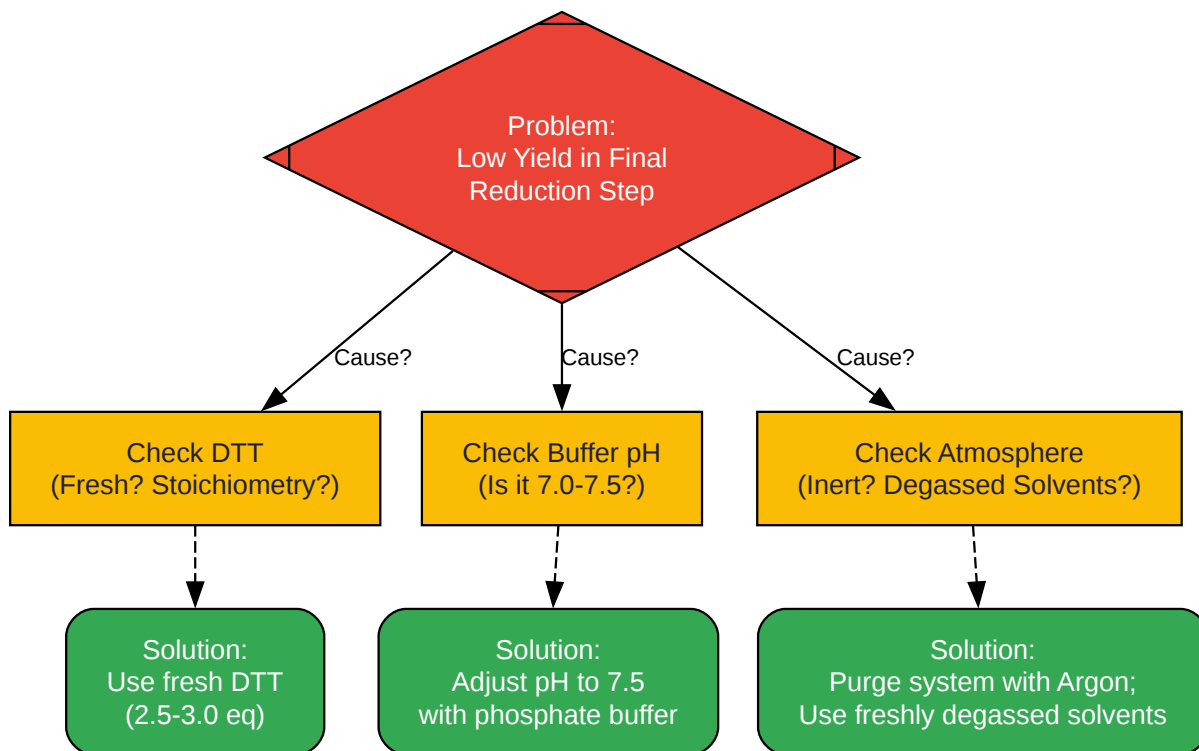 Problem:
Low Yield in Final
Reduction Step
Cause?
Cause?
Cause?
Check DTT
(Fresh? Stoichiometry?)
Check Buffer pH
(Is it 7.0-7.5?)
Check Atmosphere
(Inert? Degassed Solvents?)
Solution:
Use fresh DTT
(2.5-3.0 eq)
Solution:
Adjust pH to 7.5
with phosphate buffer
Solution:
Purge system with Argon;
Use freshly degassed solvents